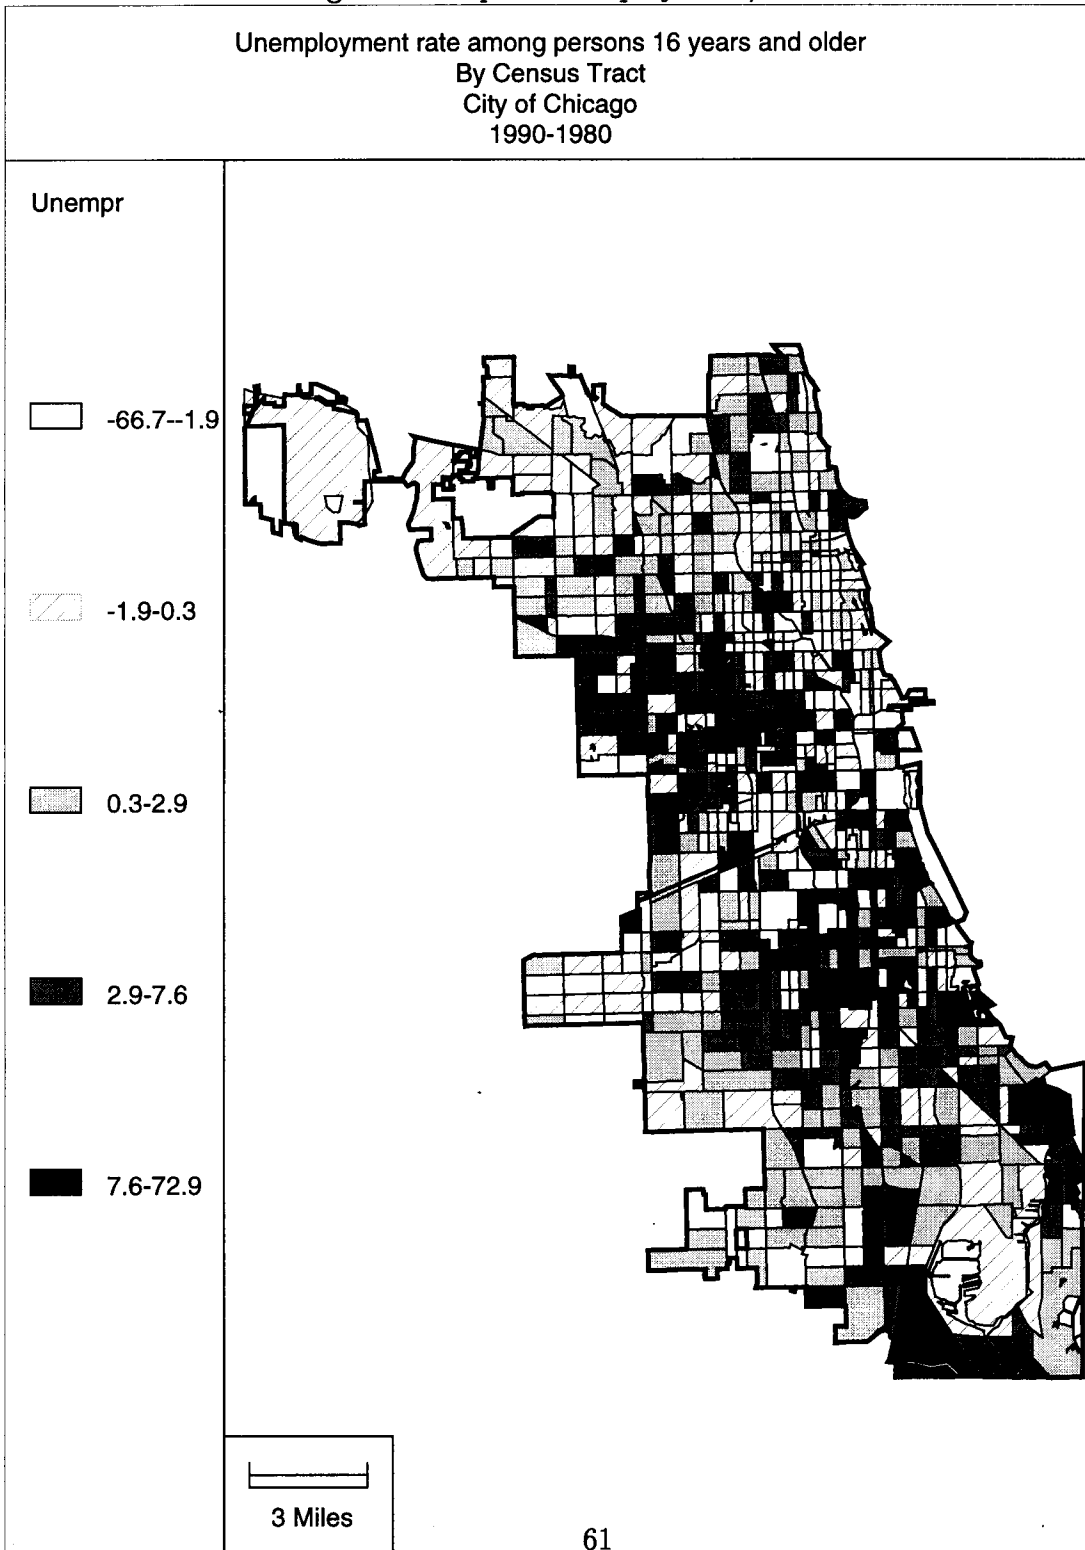 Unemployment rate among persons 16 years and older
By Census Tract
City of Chicago
1990-1980
Unempr
-66.7--1.9
-1.9-0.3
0.3-2.9
2.9-7.6
7.6-72.9
3 Miles
61